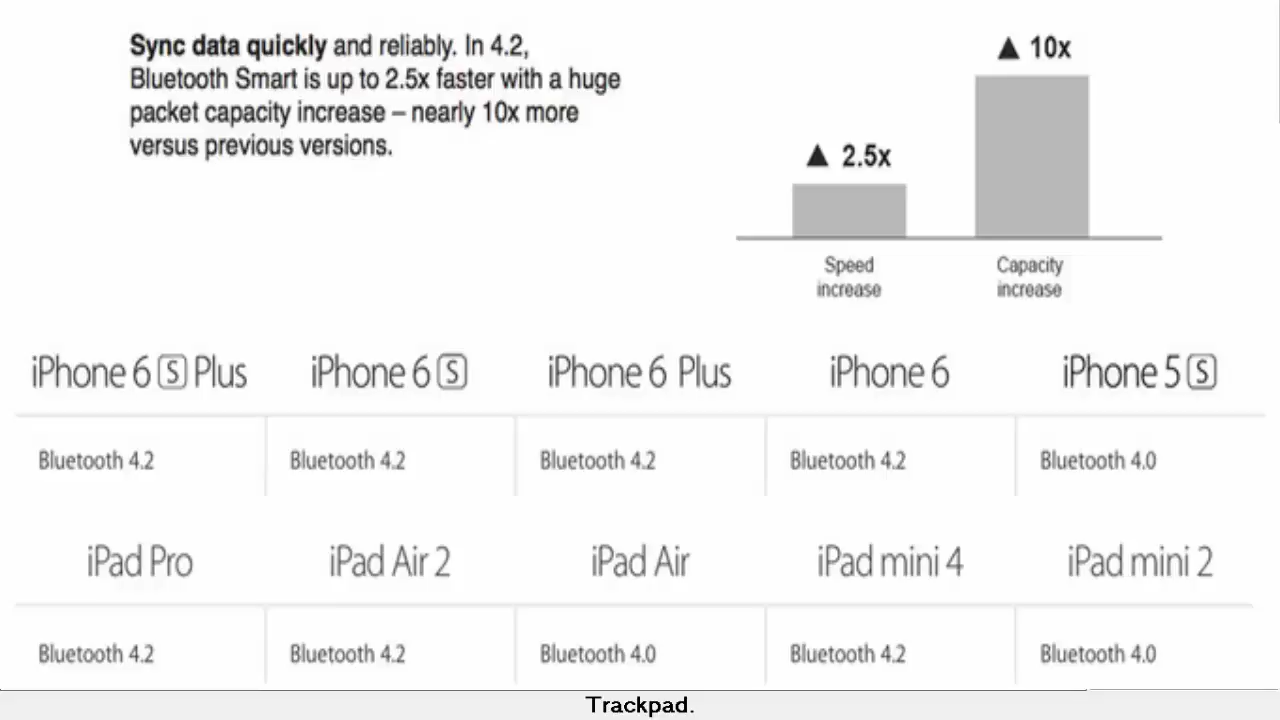 Sync data quickly and reliably. In 4.2,
Bluetooth Smart is up to 2.5x faster with a huge
packet capacity increase – nearly 10x more
versus previous versions.
▲ 10x
▲ 2.5x
Speed increase
Capacity increase
iPhone 6 S Plus iPhone 6 S iPhone 6 Plus iPhone 6 iPhone 5 S
Bluetooth 4.2 Bluetooth 4.2 Bluetooth 4.2 Bluetooth 4.2 Bluetooth 4.0
iPad Pro iPad Air 2 iPad Air iPad mini 4 iPad mini 2
Bluetooth 4.2 Bluetooth 4.2 Bluetooth 4.0 Bluetooth 4.2 Bluetooth 4.0
Trackpad.